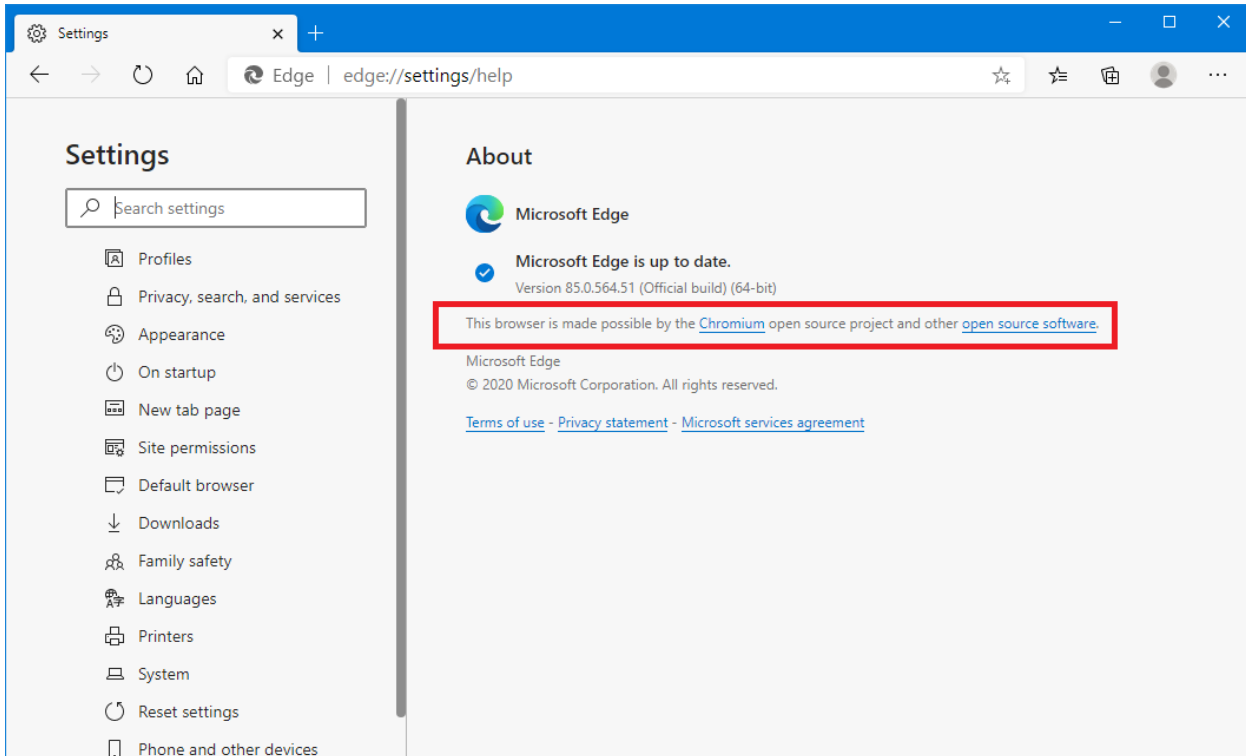 Settings
Edge | edge://settings/help
Settings
Search settings
Profiles
Privacy, search, and services
Appearance
On startup
New tab page
Site permissions
Default browser
Downloads
Family safety
Languages
Printers
System
Reset settings
Phone and other devices
About
Microsoft Edge
Microsoft Edge is up to date.
Version 85.0.564.51 (Official build) (64-bit)
This browser is made possible by the Chromium open source project and other open source software.
Microsoft Edge
© 2020 Microsoft Corporation. All rights reserved.
Terms of use - Privacy statement - Microsoft services agreement